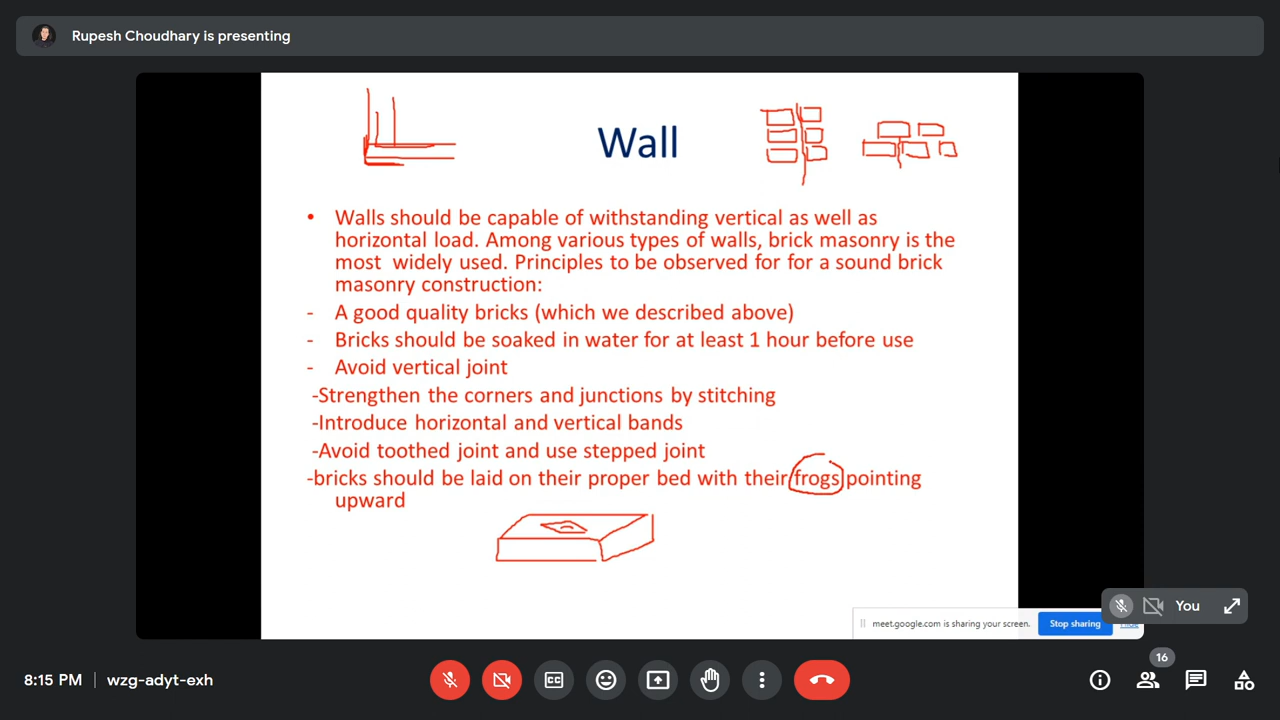 Rupesh Choudhary is presenting
Wall
• Walls should be capable of withstanding vertical as well as
horizontal load. Among various types of walls, brick masonry is the
most widely used. Principles to be observed for for a sound brick
masonry construction:
- A good quality bricks (which we described above)
- Bricks should be soaked in water for at least 1 hour before use
- Avoid vertical joint
-Strengthen the corners and junctions by stitching
-Introduce horizontal and vertical bands
-Avoid toothed joint and use stepped joint
-bricks should be laid on their proper bed with their frogs pointing
upward
You
meet.google.com is sharing your screen. Stop sharing
16
8:15 PM | wzg-adyt-exh